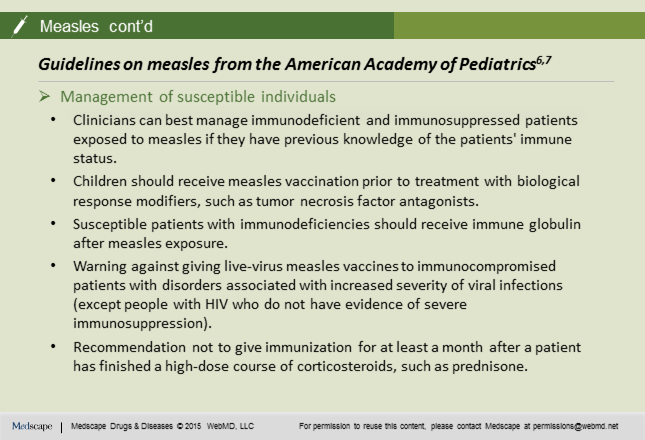 Measles cont'd
Guidelines on measles from the American Academy of Pediatrics6,7
➢ Management of susceptible individuals
• Clinicians can best manage immunodeficient and immunosuppressed patients
exposed to measles if they have previous knowledge of the patients' immune
status.
• Children should receive measles vaccination prior to treatment with biological
response modifiers, such as tumor necrosis factor antagonists.
• Susceptible patients with immunodeficiencies should receive immune globulin
after measles exposure.
• Warning against giving live-virus measles vaccines to immunocompromised
patients with disorders associated with increased severity of viral infections
(except people with HIV who do not have evidence of severe
immunosuppression).
• Recommendation not to give immunization for at least a month after a patient
has finished a high-dose course of corticosteroids, such as prednisone.
Medscape | Medscape Drugs & Diseases © 2015 WebMD, LLC For permission to reuse this content, please contact Medscape at permissions@webmd.net